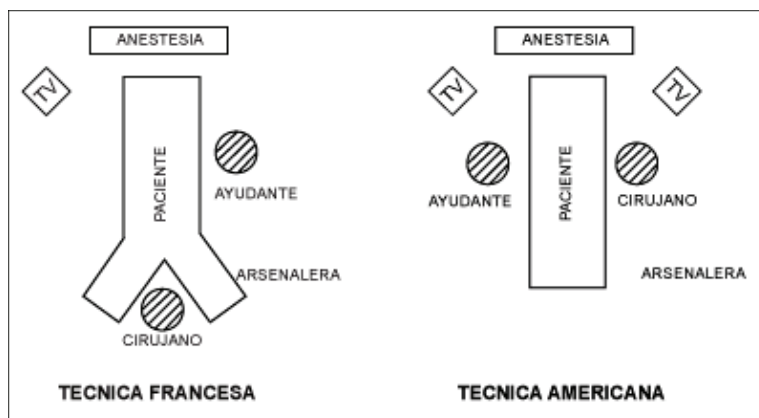 ANESTESIA
TV
PACIENTE
AYUDANTE
ARSENALERA
CIRUJANO
TECNICA FRANCESA
ANESTESIA
TV
TV
AYUDANTE
PACIENTE
CIRUJANO
ARSENALERA
TECNICA AMERICANA